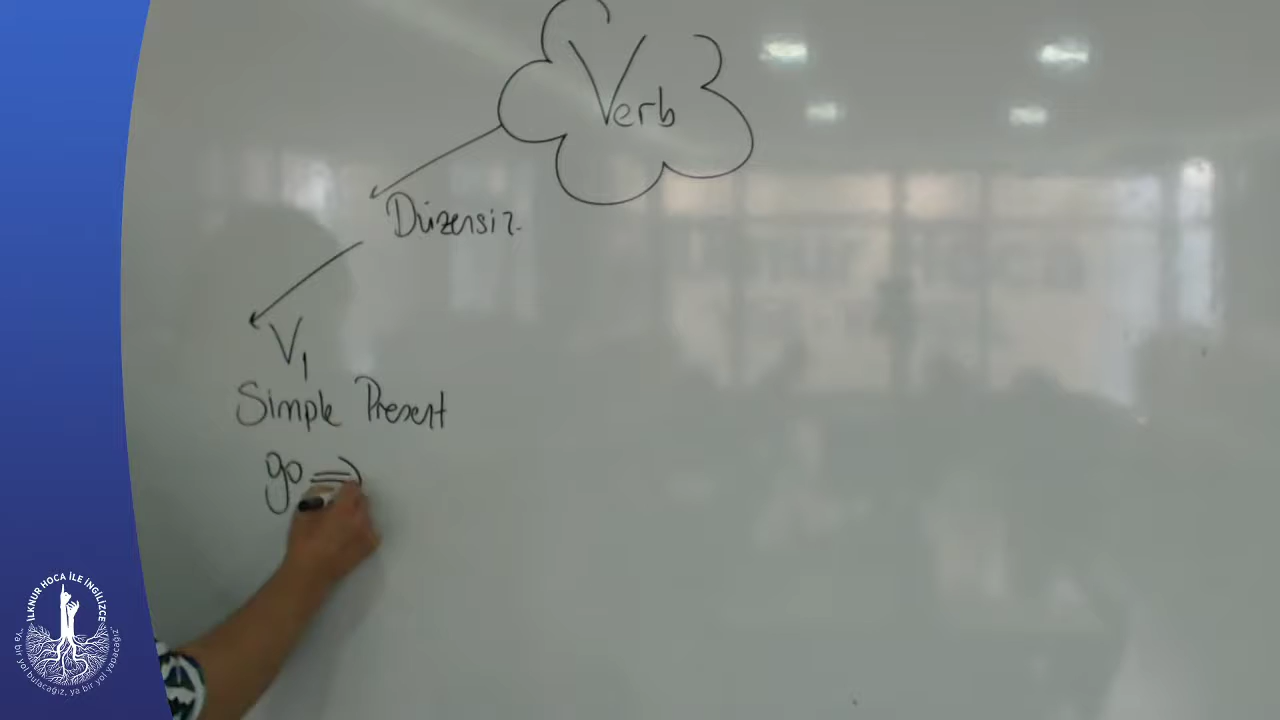 Verb
Düzensiz
V1
Simple Present
go ⇒
İLKNUR HOCA İLE İNGİLİZCE
"Ya bir yol bulacağız, ya bir yol yapacağız"